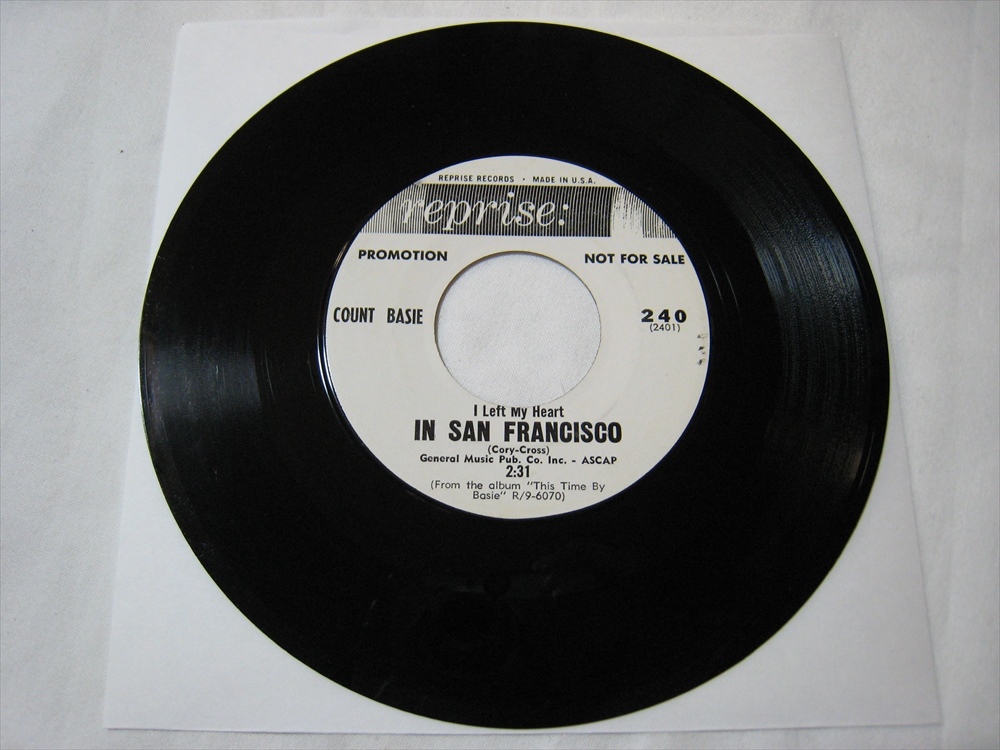 REPRISE RECORDS • MADE IN U.S.A.
reprise:
PROMOTION NOT FOR SALE
COUNT BASIE 240
(2401)
I Left My Heart
IN SAN FRANCISCO
(Cory-Cross)
General Music Pub. Co. Inc. - ASCAP
2:31
(From the album "This Time By
Basie" R/9-6070)